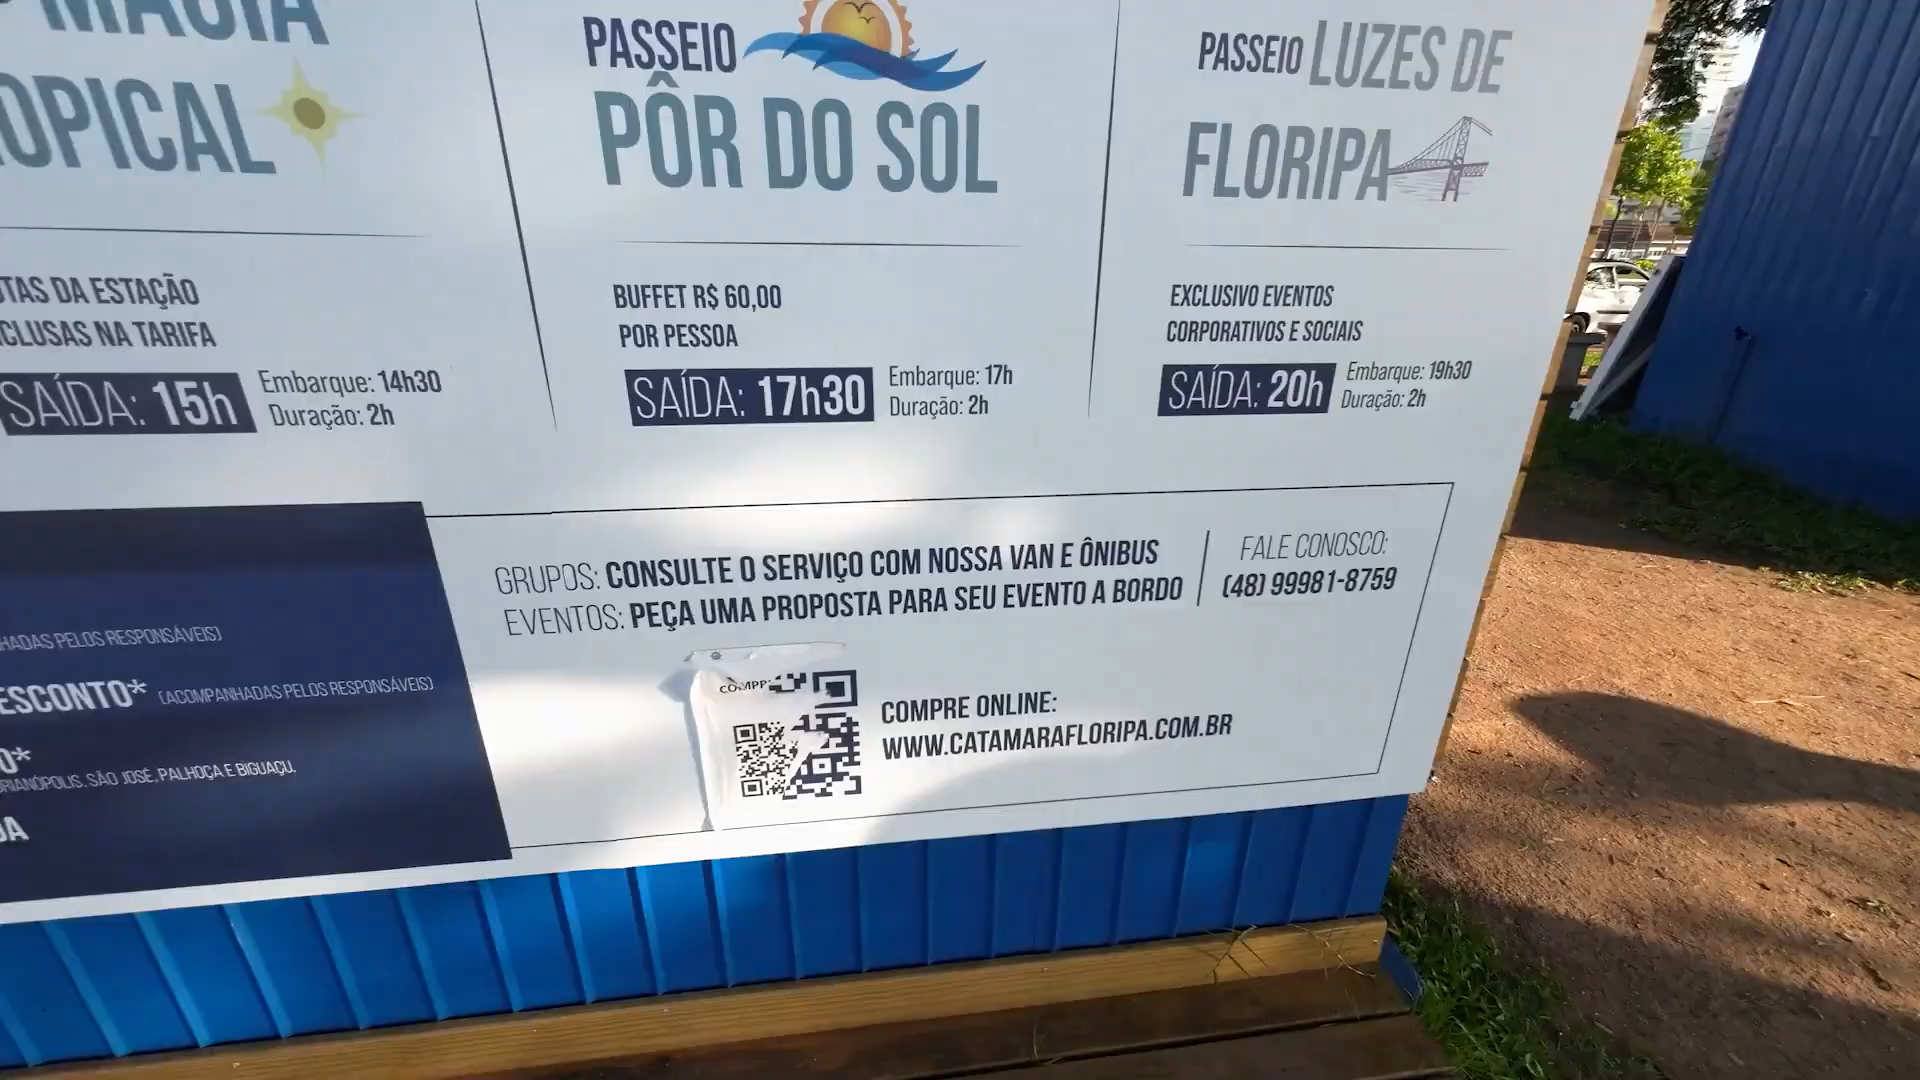 MAGIA
OPICAL
TAS DA ESTAÇÃO
CLUSAS NA TARIFA
SAÍDA: 15h
Embarque: 14h30
Duração: 2h
PASSEIO
PÔR DO SOL
BUFFET R$ 60,00
POR PESSOA
SAÍDA: 17h30
Embarque: 17h
Duração: 2h
PASSEIO LUZES DE
FLORIPA
EXCLUSIVO EVENTOS
CORPORATIVOS E SOCIAIS
SAÍDA: 20h
Embarque: 19h30
Duração: 2h
HADAS PELOS RESPONSÁVEIS)
ESCONTO* (ACOMPANHADAS PELOS RESPONSÁVEIS)
O*
RIANÓPOLIS, SÃO JOSÉ, PALHOÇA E BIGUAÇU.
DA
GRUPOS: CONSULTE O SERVIÇO COM NOSSA VAN E ÔNIBUS
EVENTOS: PEÇA UMA PROPOSTA PARA SEU EVENTO A BORDO
FALE CONOSCO:
(48) 99981-8759
COMPR
COMPRE ONLINE:
WWW.CATAMARAFLORIPA.COM.BR